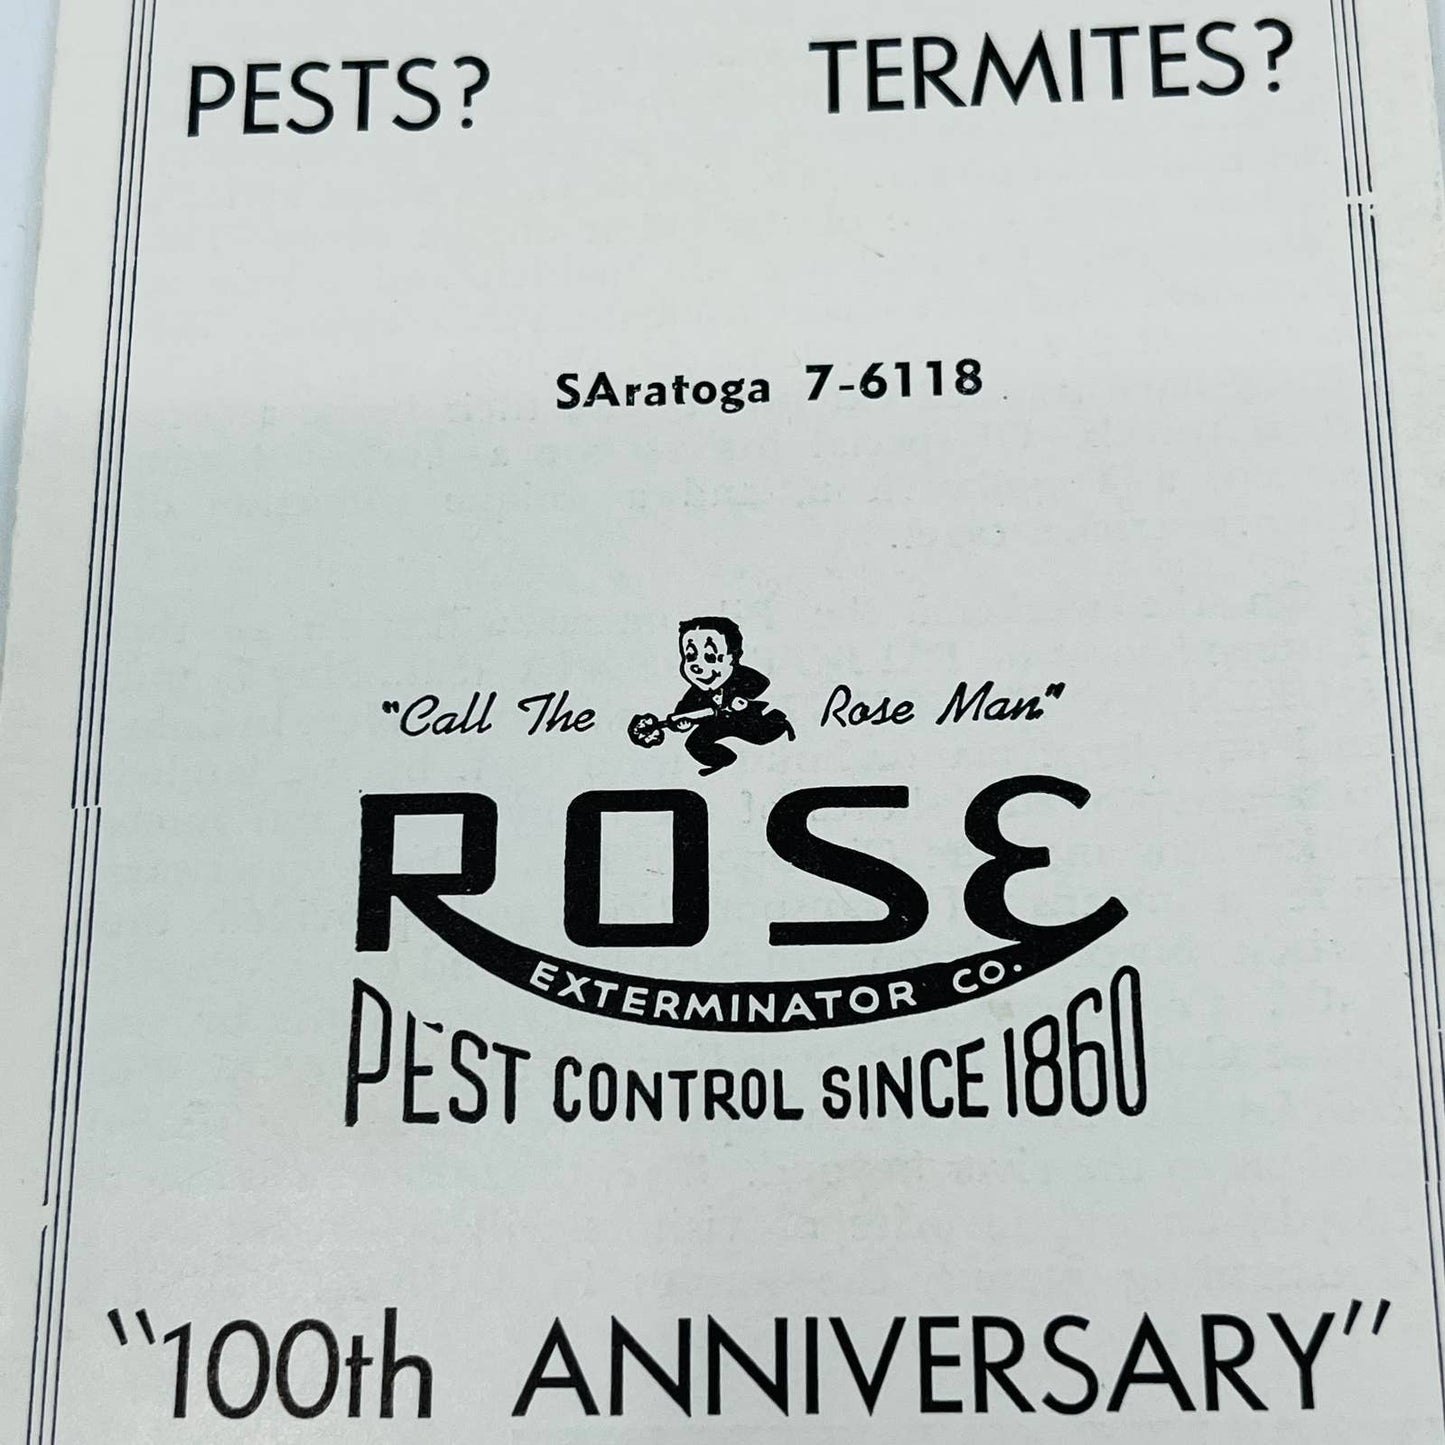 PESTS? TERMITES?
SAratoga 7-6118
"Call The Rose Man."
ROSE
EXTERMINATOR CO.
PEST CONTROL SINCE 1860
"100th ANNIVERSARY"